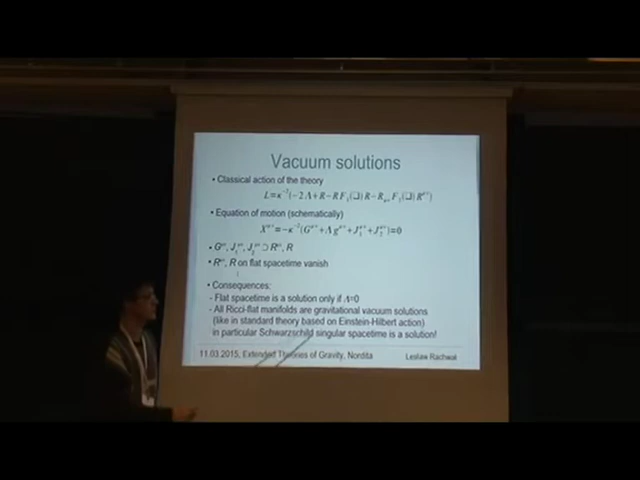 Vacuum solutions
• Classical action of the theory
L=κ⁻²(−2Λ+R−RF₁(□)R−R_μν F₂(□)R^μν)
• Equation of motion (schematically)
X^μν=−κ⁻²(G^μν+Λg^μν+J₁^μν+J₂^μν)=0
• G^μν, J₁^μν, J₂^μν ⊃ R^μν, R
• R^μν, R on flat spacetime vanish
Consequences:
- Flat spacetime is a solution only if Λ=0
- All Ricci-flat manifolds are gravitational vacuum solutions
(like in standard theory based on Einstein-Hilbert action)
in particular Schwarzschild singular spacetime is a solution!
11.03.2015, Extended Theories of Gravity, Nordita
Lesław Rachwał